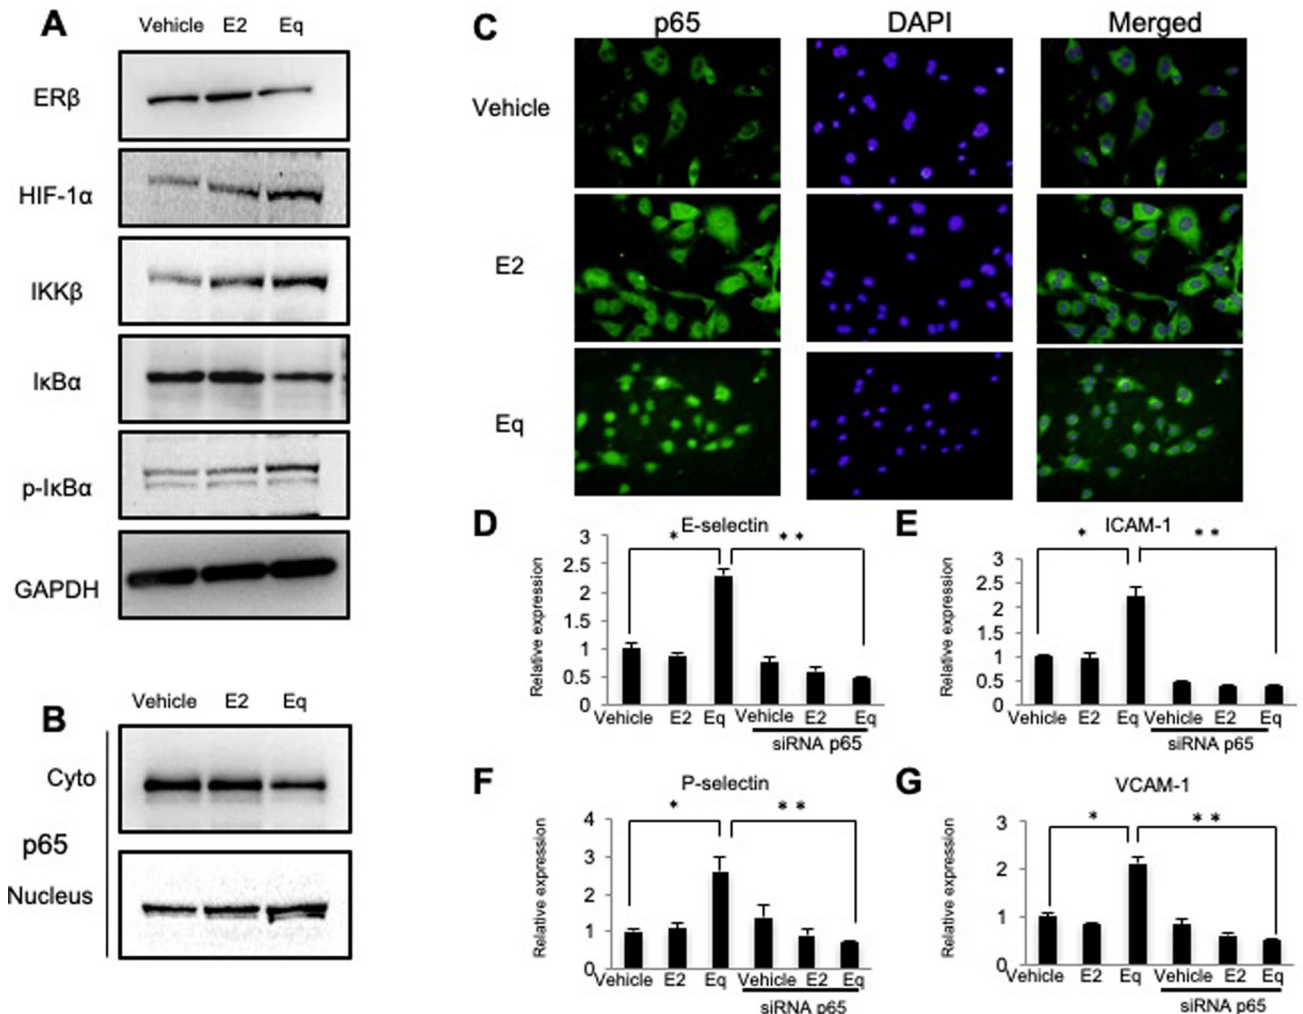 A
Vehicle E2 Eq
ERβ
HIF-1α
IKKβ
IκBα
p-IκBα
GAPDH
B
Vehicle E2 Eq
Cyto
p65
Nucleus
C
p65 DAPI Merged
Vehicle
E2
Eq
D
E-selectin
* **
Relative expression
3
2.5
2
1.5
1
0.5
0
Vehicle E2 Eq Vehicle E2 Eq
siRNA p65
E
ICAM-1
* **
Relative expression
3
2.5
2
1.5
1
0.5
0
Vehicle E2 Eq Vehicle E2 Eq
siRNA p65
F
P-selectin
* **
Relative expression
4
3
2
1
0
Vehicle E2 Eq Vehicle E2 Eq
siRNA p65
G
VCAM-1
* **
Relative expression
3
2
1
0
Vehicle E2 Eq Vehicle E2 Eq
siRNA p65